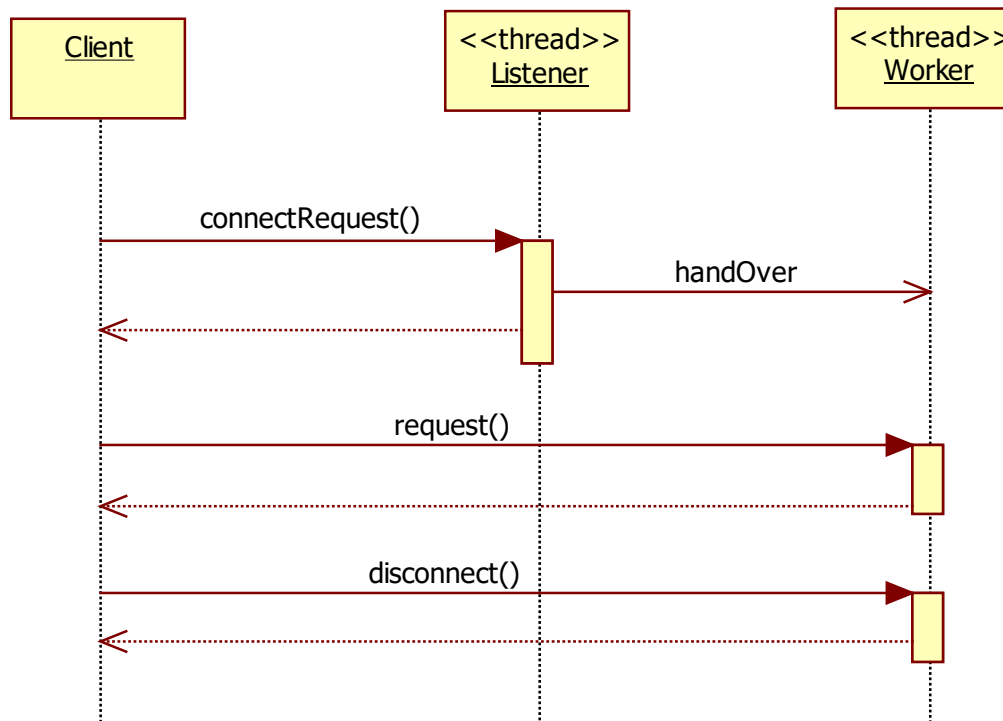 Client
<<thread>>
Listener
<<thread>>
Worker
connectRequest()
handOver
request()
disconnect()